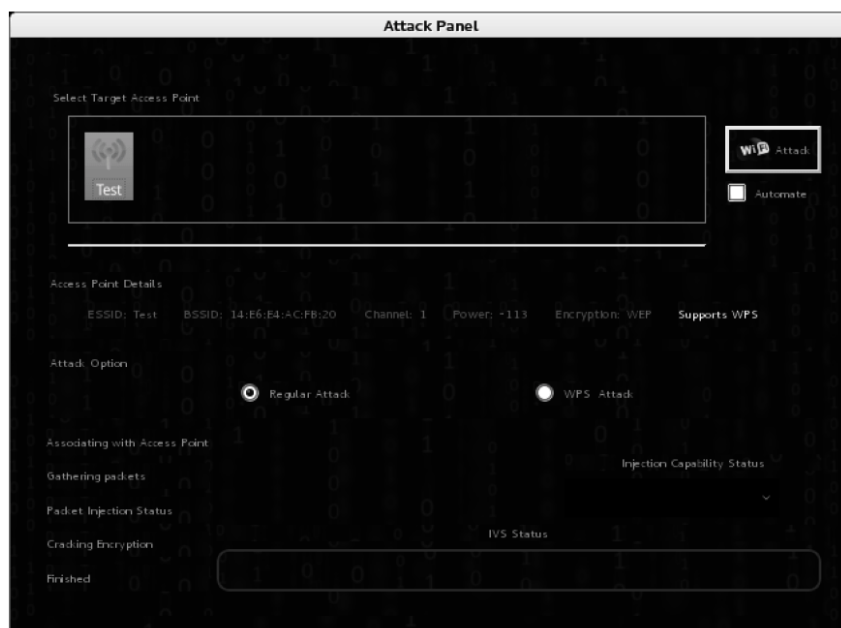 Attack Panel
Select Target Access Point
Test
WiFi Attack
Automate
Access Point Details
ESSID: Test BSSID: 14:E6:E4:AC:FB:20 Channel: 1 Power: -113 Encryption: WEP Supports WPS
Attack Option
Regular Attack WPS Attack
Associating with Access Point
Injection Capability Status
Gathering packets
Packet Injection Status
IVS Status
Cracking Encryption
Finished